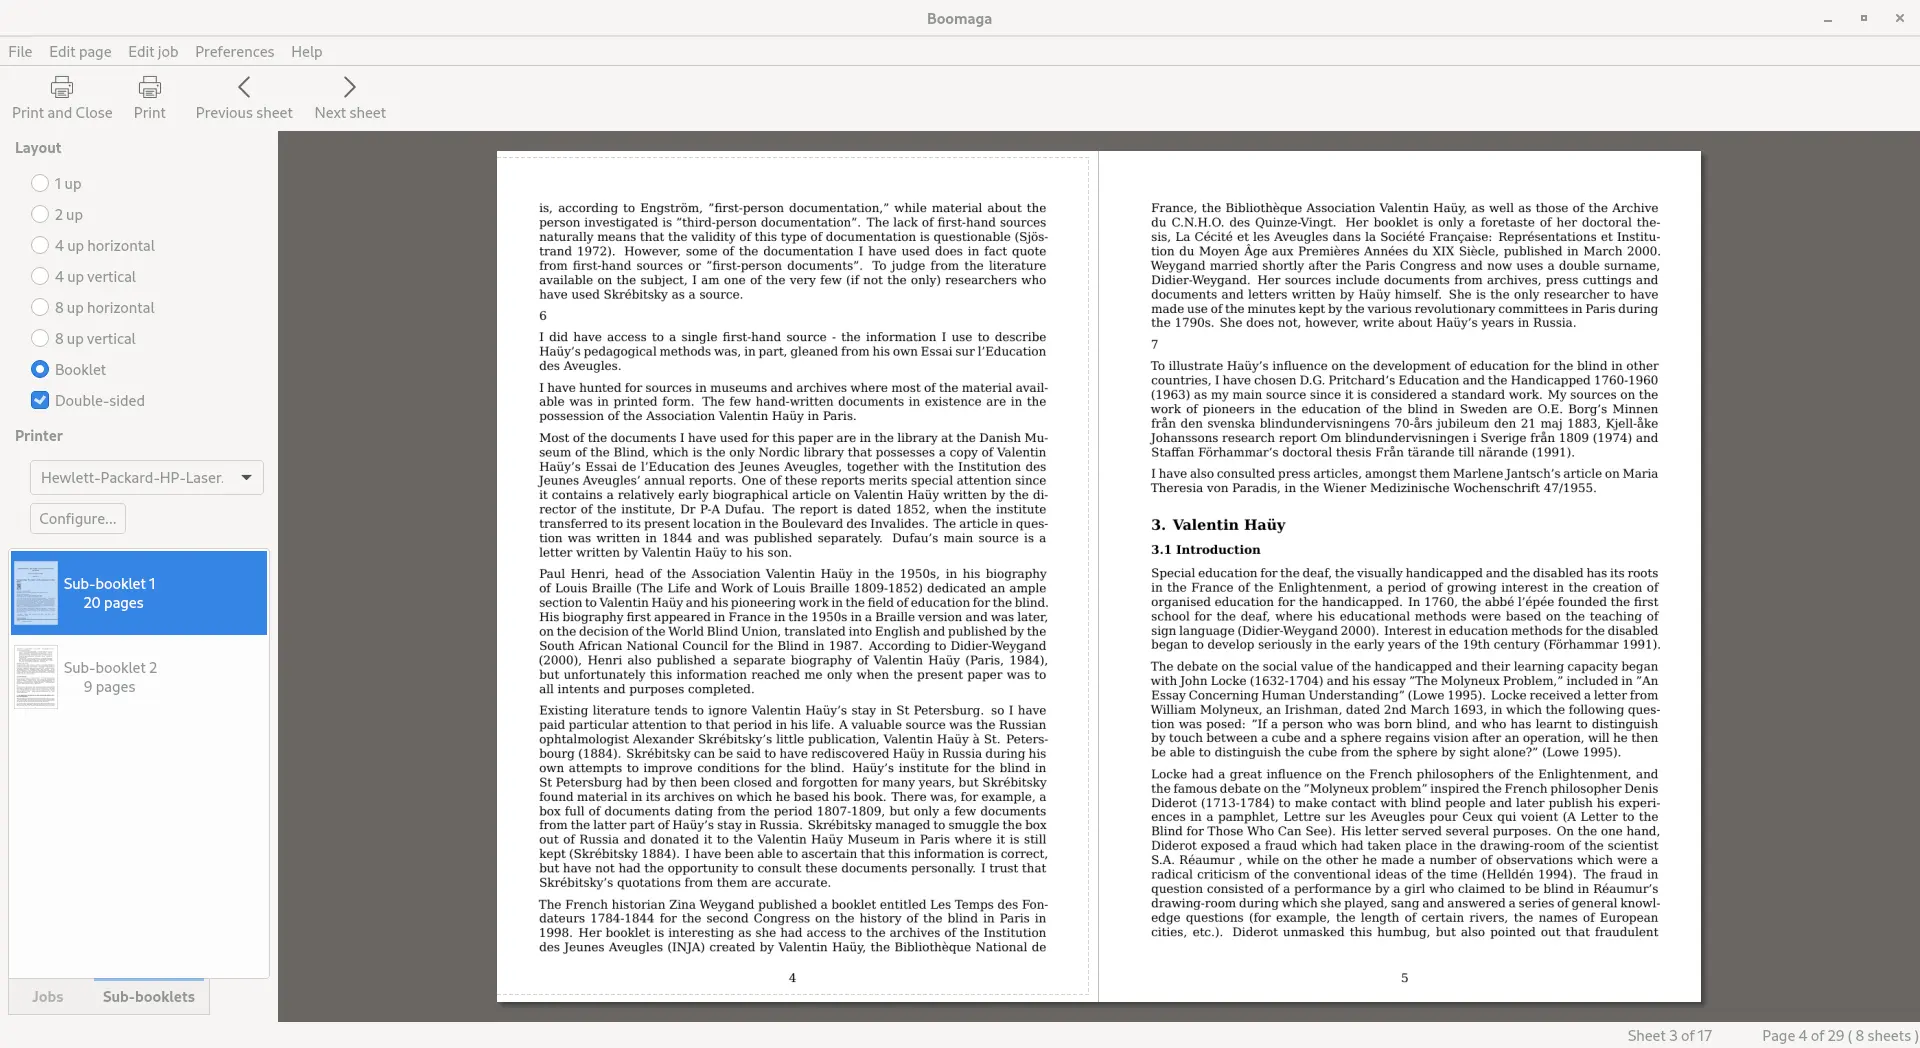 Boomaga
File Edit page Edit job Preferences Help
Print and Close Print Previous sheet Next sheet
Layout
1 up
2 up
4 up horizontal
4 up vertical
8 up horizontal
8 up vertical
Booklet
Double-sided
Printer
Hewlett-Packard-HP-Laser.
Configure...
Sub-booklet 1
20 pages
Sub-booklet 2
9 pages
Jobs Sub-booklets
is, according to Engström, “first-person documentation,” while material about the
person investigated is “third-person documentation”. The lack of first-hand sources
naturally means that the validity of this type of documentation is questionable (Sjös-
trand 1972). However, some of the documentation I have used does in fact quote
from first-hand sources or “first-person documents”. To judge from the literature
available on the subject, I am one of the very few (if not the only) researchers who
have used Skrébitsky as a source.
6
I did have access to a single first-hand source - the information I use to describe
Haüy’s pedagogical methods was, in part, gleaned from his own Essai sur l’Education
des Aveugles.
I have hunted for sources in museums and archives where most of the material avail-
able was in printed form. The few hand-written documents in existence are in the
possession of the Association Valentin Haüy in Paris.
Most of the documents I have used for this paper are in the library at the Danish Mu-
seum of the Blind, which is the only Nordic library that possesses a copy of Valentin
Haüy’s Essai de l’Education des Jeunes Aveugles, together with the Institution des
Jeunes Aveugles’ annual reports. One of these reports merits special attention since
it contains a relatively early biographical article on Valentin Haüy written by the di-
rector of the institute, Dr P-A Dufau. The report is dated 1852, when the institute
transferred to its present location in the Boulevard des Invalides. The article in ques-
tion was written in 1844 and was published separately. Dufau’s main source is a
letter written by Valentin Haüy to his son.
Paul Henri, head of the Association Valentin Haüy in the 1950s, in his biography
of Louis Braille (The Life and Work of Louis Braille 1809-1852) dedicated an ample
section to Valentin Haüy and his pioneering work in the field of education for the blind.
His biography first appeared in France in the 1950s in a Braille version and was later,
on the decision of the World Blind Union, translated into English and published by the
South African National Council for the Blind in 1987. According to Didier-Weygand
(2000), Henri also published a separate biography of Valentin Haüy (Paris, 1984),
but unfortunately this information reached me only when the present paper was to
all intents and purposes completed.
Existing literature tends to ignore Valentin Haüy’s stay in St Petersburg. so I have
paid particular attention to that period in his life. A valuable source was the Russian
ophtalmologist Alexander Skrébitsky’s little publication, Valentin Haüy à St. Peters-
bourg (1884). Skrébitsky can be said to have rediscovered Haüy in Russia during his
own attempts to improve conditions for the blind. Haüy’s institute for the blind in
St Petersburg had by then been closed and forgotten for many years, but Skrébitsky
found material in its archives on which he based his book. There was, for example, a
box full of documents dating from the period 1807-1809, but only a few documents
from the latter part of Haüy’s stay in Russia. Skrébitsky managed to smuggle the box
out of Russia and donated it to the Valentin Haüy Museum in Paris where it is still
kept (Skrébitsky 1884). I have been able to ascertain that this information is correct,
but have not had the opportunity to consult these documents personally. I trust that
Skrébitsky’s quotations from them are accurate.
The French historian Zina Weygand published a booklet entitled Les Temps des Fon-
dateurs 1784-1844 for the second Congress on the history of the blind in Paris in
1998. Her booklet is interesting as she had access to the archives of the Institution
des Jeunes Aveugles (INJA) created by Valentin Haüy, the Bibliothèque National de
4
France, the Bibliothèque Association Valentin Haüy, as well as those of the Archive
du C.N.H.O. des Quinze-Vingt. Her booklet is only a foretaste of her doctoral the-
sis, La Cécité et les Aveugles dans la Société Française: Représentations et Institu-
tion du Moyen Âge aux Premières Années du XIX Siècle, published in March 2000.
Weygand married shortly after the Paris Congress and now uses a double surname,
Didier-Weygand. Her sources include documents from archives, press cuttings and
documents and letters written by Haüy himself. She is the only researcher to have
made use of the minutes kept by the various revolutionary committees in Paris during
the 1790s. She does not, however, write about Haüy’s years in Russia.
7
To illustrate Haüy’s influence on the development of education for the blind in other
countries, I have chosen D.G. Pritchard’s Education and the Handicapped 1760-1960
(1963) as my main source since it is considered a standard work. My sources on the
work of pioneers in the education of the blind in Sweden are O.E. Borg’s Minnen
från den svenska blindundervisningens 70-års jubileum den 21 maj 1883, Kjell-åke
Johanssons research report Om blindundervisningen i Sverige från 1809 (1974) and
Staffan Förhammar’s doctoral thesis Från tärande till närande (1991).
I have also consulted press articles, amongst them Marlene Jantsch’s article on Maria
Theresia von Paradis, in the Wiener Medizinische Wochenschrift 47/1955.
3. Valentin Haüy
3.1 Introduction
Special education for the deaf, the visually handicapped and the disabled has its roots
in the France of the Enlightenment, a period of growing interest in the creation of
organised education for the handicapped. In 1760, the abbé l’épée founded the first
school for the deaf, where his educational methods were based on the teaching of
sign language (Didier-Weygand 2000). Interest in education methods for the disabled
began to develop seriously in the early years of the 19th century (Förhammar 1991).
The debate on the social value of the handicapped and their learning capacity began
with John Locke (1632-1704) and his essay “The Molyneux Problem,” included in “An
Essay Concerning Human Understanding” (Lowe 1995). Locke received a letter from
William Molyneux, an Irishman, dated 2nd March 1693, in which the following ques-
tion was posed: “If a person who was born blind, and who has learnt to distinguish
by touch between a cube and a sphere regains vision after an operation, will he then
be able to distinguish the cube from the sphere by sight alone?” (Lowe 1995).
Locke had a great influence on the French philosophers of the Enlightenment, and
the famous debate on the “Molyneux problem” inspired the French philosopher Denis
Diderot (1713-1784) to make contact with blind people and later publish his experi-
ences in a pamphlet, Lettre sur les Aveugles pour Ceux qui voient (A Letter to the
Blind for Those Who Can See). His letter served several purposes. On the one hand,
Diderot exposed a fraud which had taken place in the drawing-room of the scientist
S.A. Réaumur , while on the other he made a number of observations which were a
radical criticism of the conventional ideas of the time (Helldén 1994). The fraud in
question consisted of a performance by a girl who claimed to be blind in Réaumur’s
drawing-room during which she played, sang and answered a series of general knowl-
edge questions (for example, the length of certain rivers, the names of European
cities, etc.). Diderot unmasked this humbug, but also pointed out that fraudulent
5
Sheet 3 of 17 Page 4 of 29 ( 8 sheets )